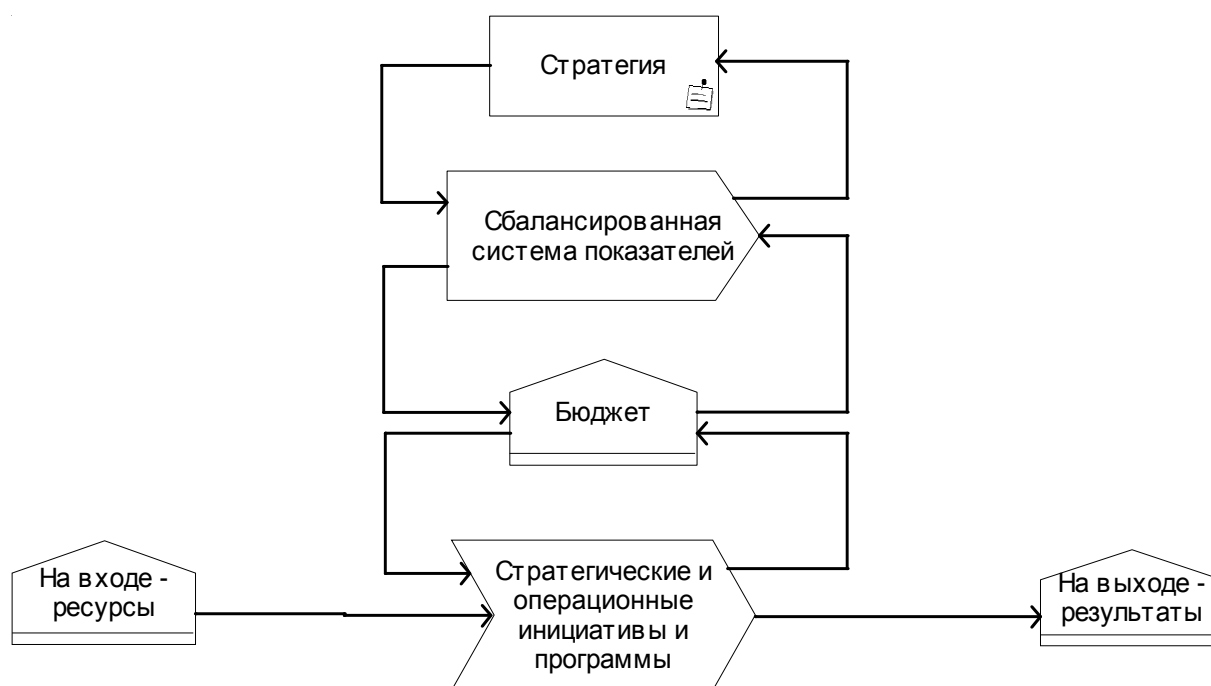 Стратегия
Сбалансированная
система показателей
Бюджет
На входе -
ресурсы
Стратегические и
операционные
инициативы и
программы
На выходе -
результаты